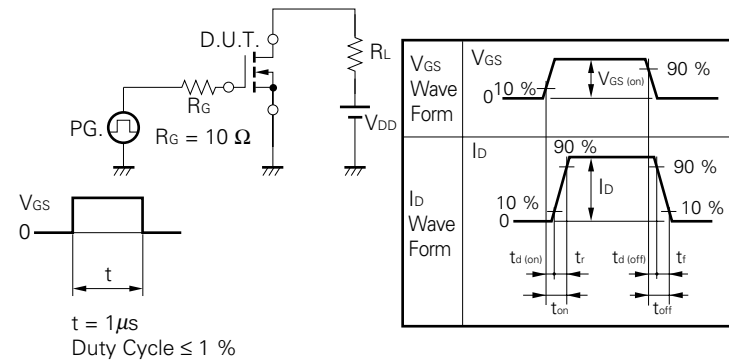 D.U.T.
RL
RG
PG.
RG = 10 Ω
VDD
VGS
0
t
t = 1μs
Duty Cycle ≤ 1 %
VGS
Wave
Form
VGS
10 %
0
VGS (on)
90 %
ID
Wave
Form
ID
90 %
90 %
ID
10 %
10 %
0
td (on) tr td (off) tf
ton toff